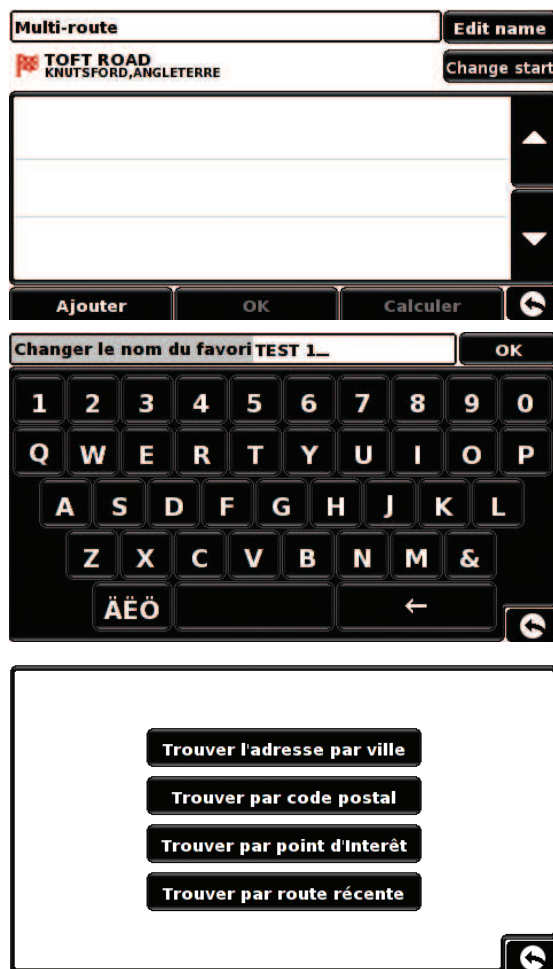 Multi-route Edit name
TOFT ROAD
KNUTSFORD,ANGLETERRE Change start
Ajouter OK Calculer
Changer le nom du favori TEST 1_ OK
1 2 3 4 5 6 7 8 9 0
Q W E R T Y U I O P
A S D F G H J K L
Z X C V B N M &
ÄËÖ ←
Trouver l'adresse par ville
Trouver par code postal
Trouver par point d'Interêt
Trouver par route récente